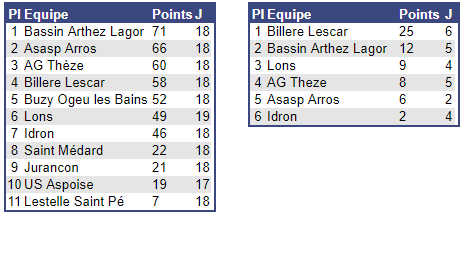 Pl Equipe Points J
1 Bassin Arthez Lagor 71 18
2 Asasp Arros 66 18
3 AG Thèze 60 18
4 Billere Lescar 58 18
5 Buzy Ogeu les Bains 52 18
6 Lons 49 19
7 Idron 46 18
8 Saint Médard 22 18
9 Jurancon 21 18
10 US Aspoise 19 17
11 Lestelle Saint Pé 7 18
Pl Equipe Points J
1 Billere Lescar 25 6
2 Bassin Arthez Lagor 12 5
3 Lons 9 4
4 AG Theze 8 5
5 Asasp Arros 6 2
6 Idron 2 4